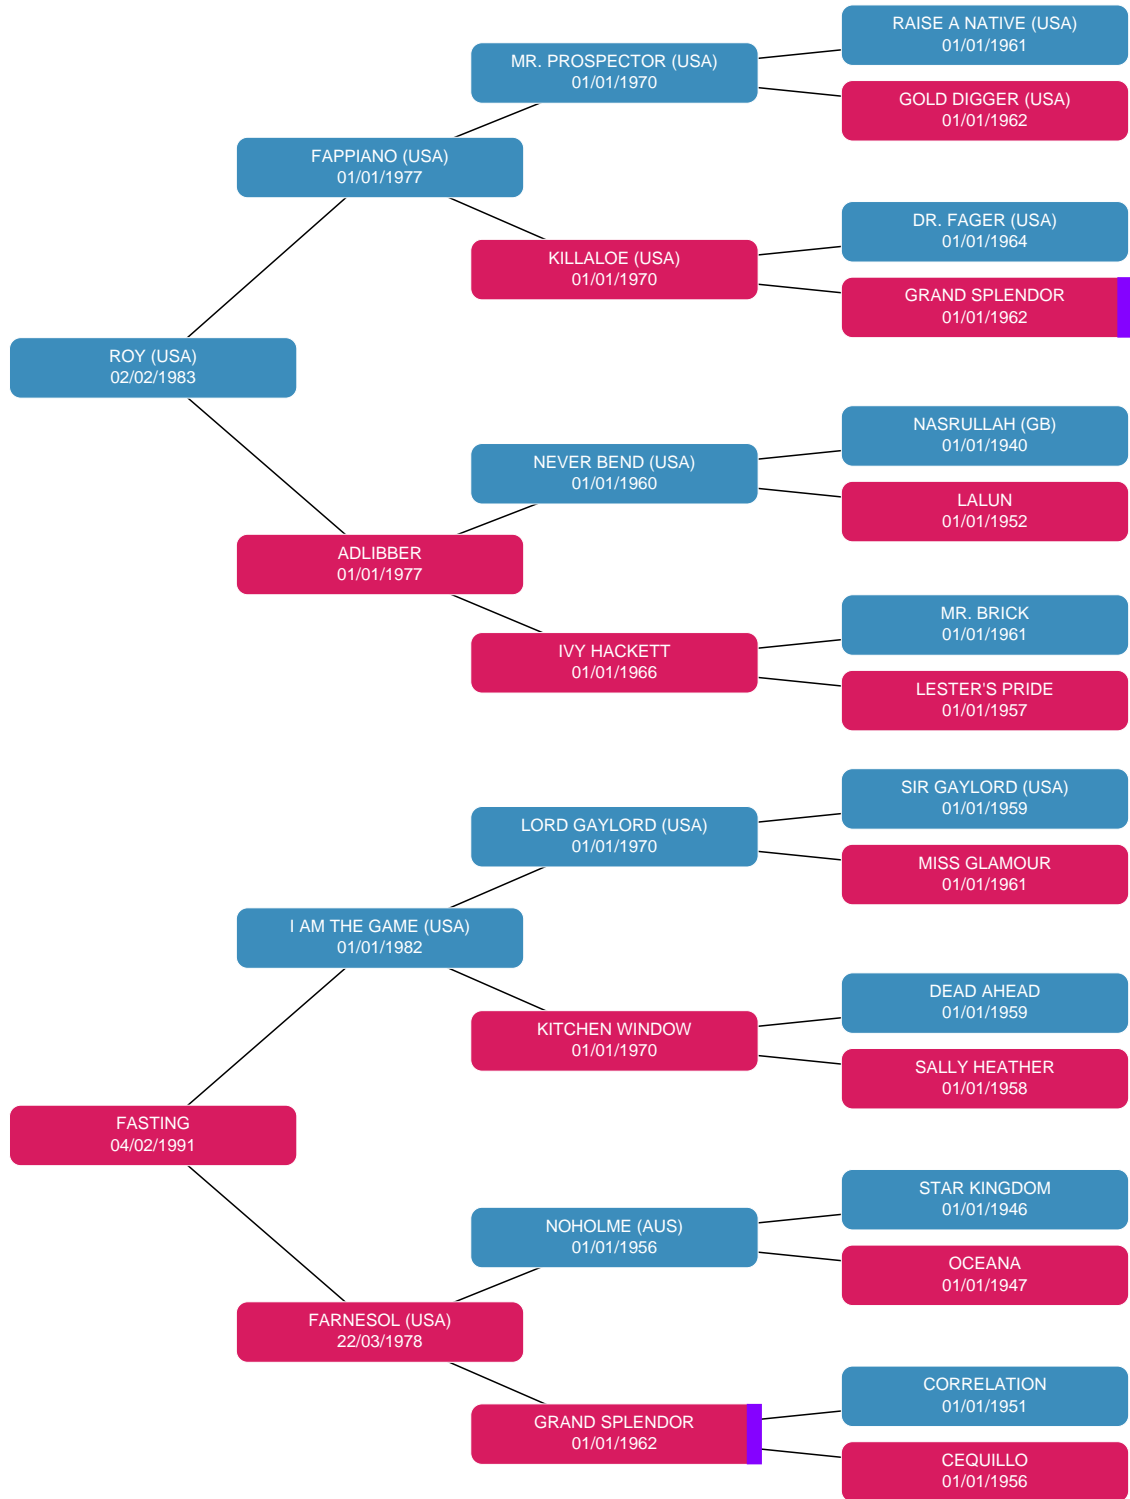 RAISE A NATIVE (USA)
01/01/1961
MR. PROSPECTOR (USA)
01/01/1970
GOLD DIGGER (USA)
01/01/1962
FAPPIANO (USA)
01/01/1977
DR. FAGER (USA)
01/01/1964
KILLALOE (USA)
01/01/1970
GRAND SPLENDOR
01/01/1962
ROY (USA)
02/02/1983
NASRULLAH (GB)
01/01/1940
NEVER BEND (USA)
01/01/1960
LALUN
01/01/1952
ADLIBBER
01/01/1977
MR. BRICK
01/01/1961
IVY HACKETT
01/01/1966
LESTER'S PRIDE
01/01/1957
SIR GAYLORD (USA)
01/01/1959
LORD GAYLORD (USA)
01/01/1970
MISS GLAMOUR
01/01/1961
I AM THE GAME (USA)
01/01/1982
DEAD AHEAD
01/01/1959
KITCHEN WINDOW
01/01/1970
SALLY HEATHER
01/01/1958
FASTING
04/02/1991
STAR KINGDOM
01/01/1946
NOHOLME (AUS)
01/01/1956
OCEANA
01/01/1947
FARNESOL (USA)
22/03/1978
CORRELATION
01/01/1951
GRAND SPLENDOR
01/01/1962
CEQUILLO
01/01/1956